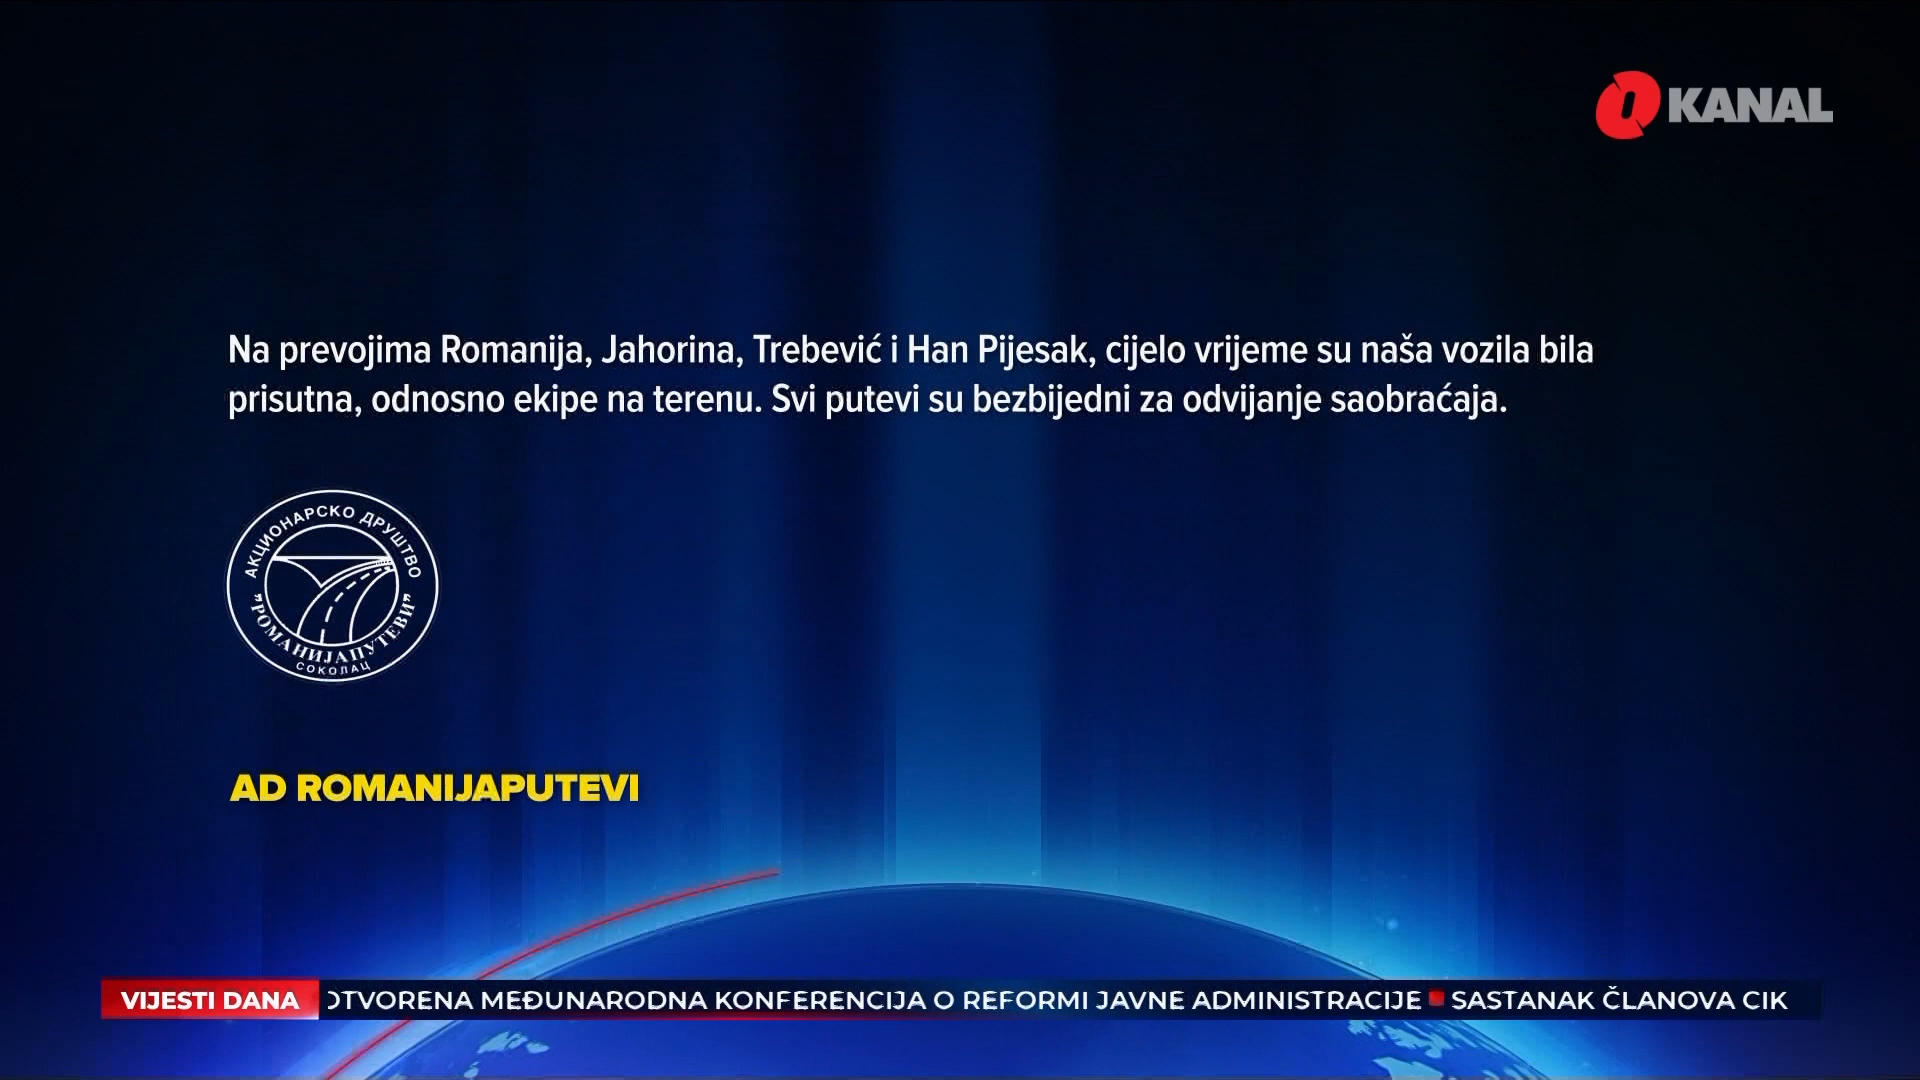 O KANAL
Na prevojima Romanija, Jahorina, Trebević i Han Pijesak, cijelo vrijeme su naša vozila bila
prisutna, odnosno ekipe na terenu. Svi putevi su bezbijedni za odvijanje saobraćaja.
АКЦИОНАРСКО ДРУШТВО
"РОМАНИЈАПУТЕВИ"
СОКОЛАЦ
AD ROMANIJAPUTEVI
VIJESTI DANA OTVORENA MEĐUNARODNA KONFERENCIJA O REFORMI JAVNE ADMINISTRACIJE SASTANAK ČLANOVA CIK